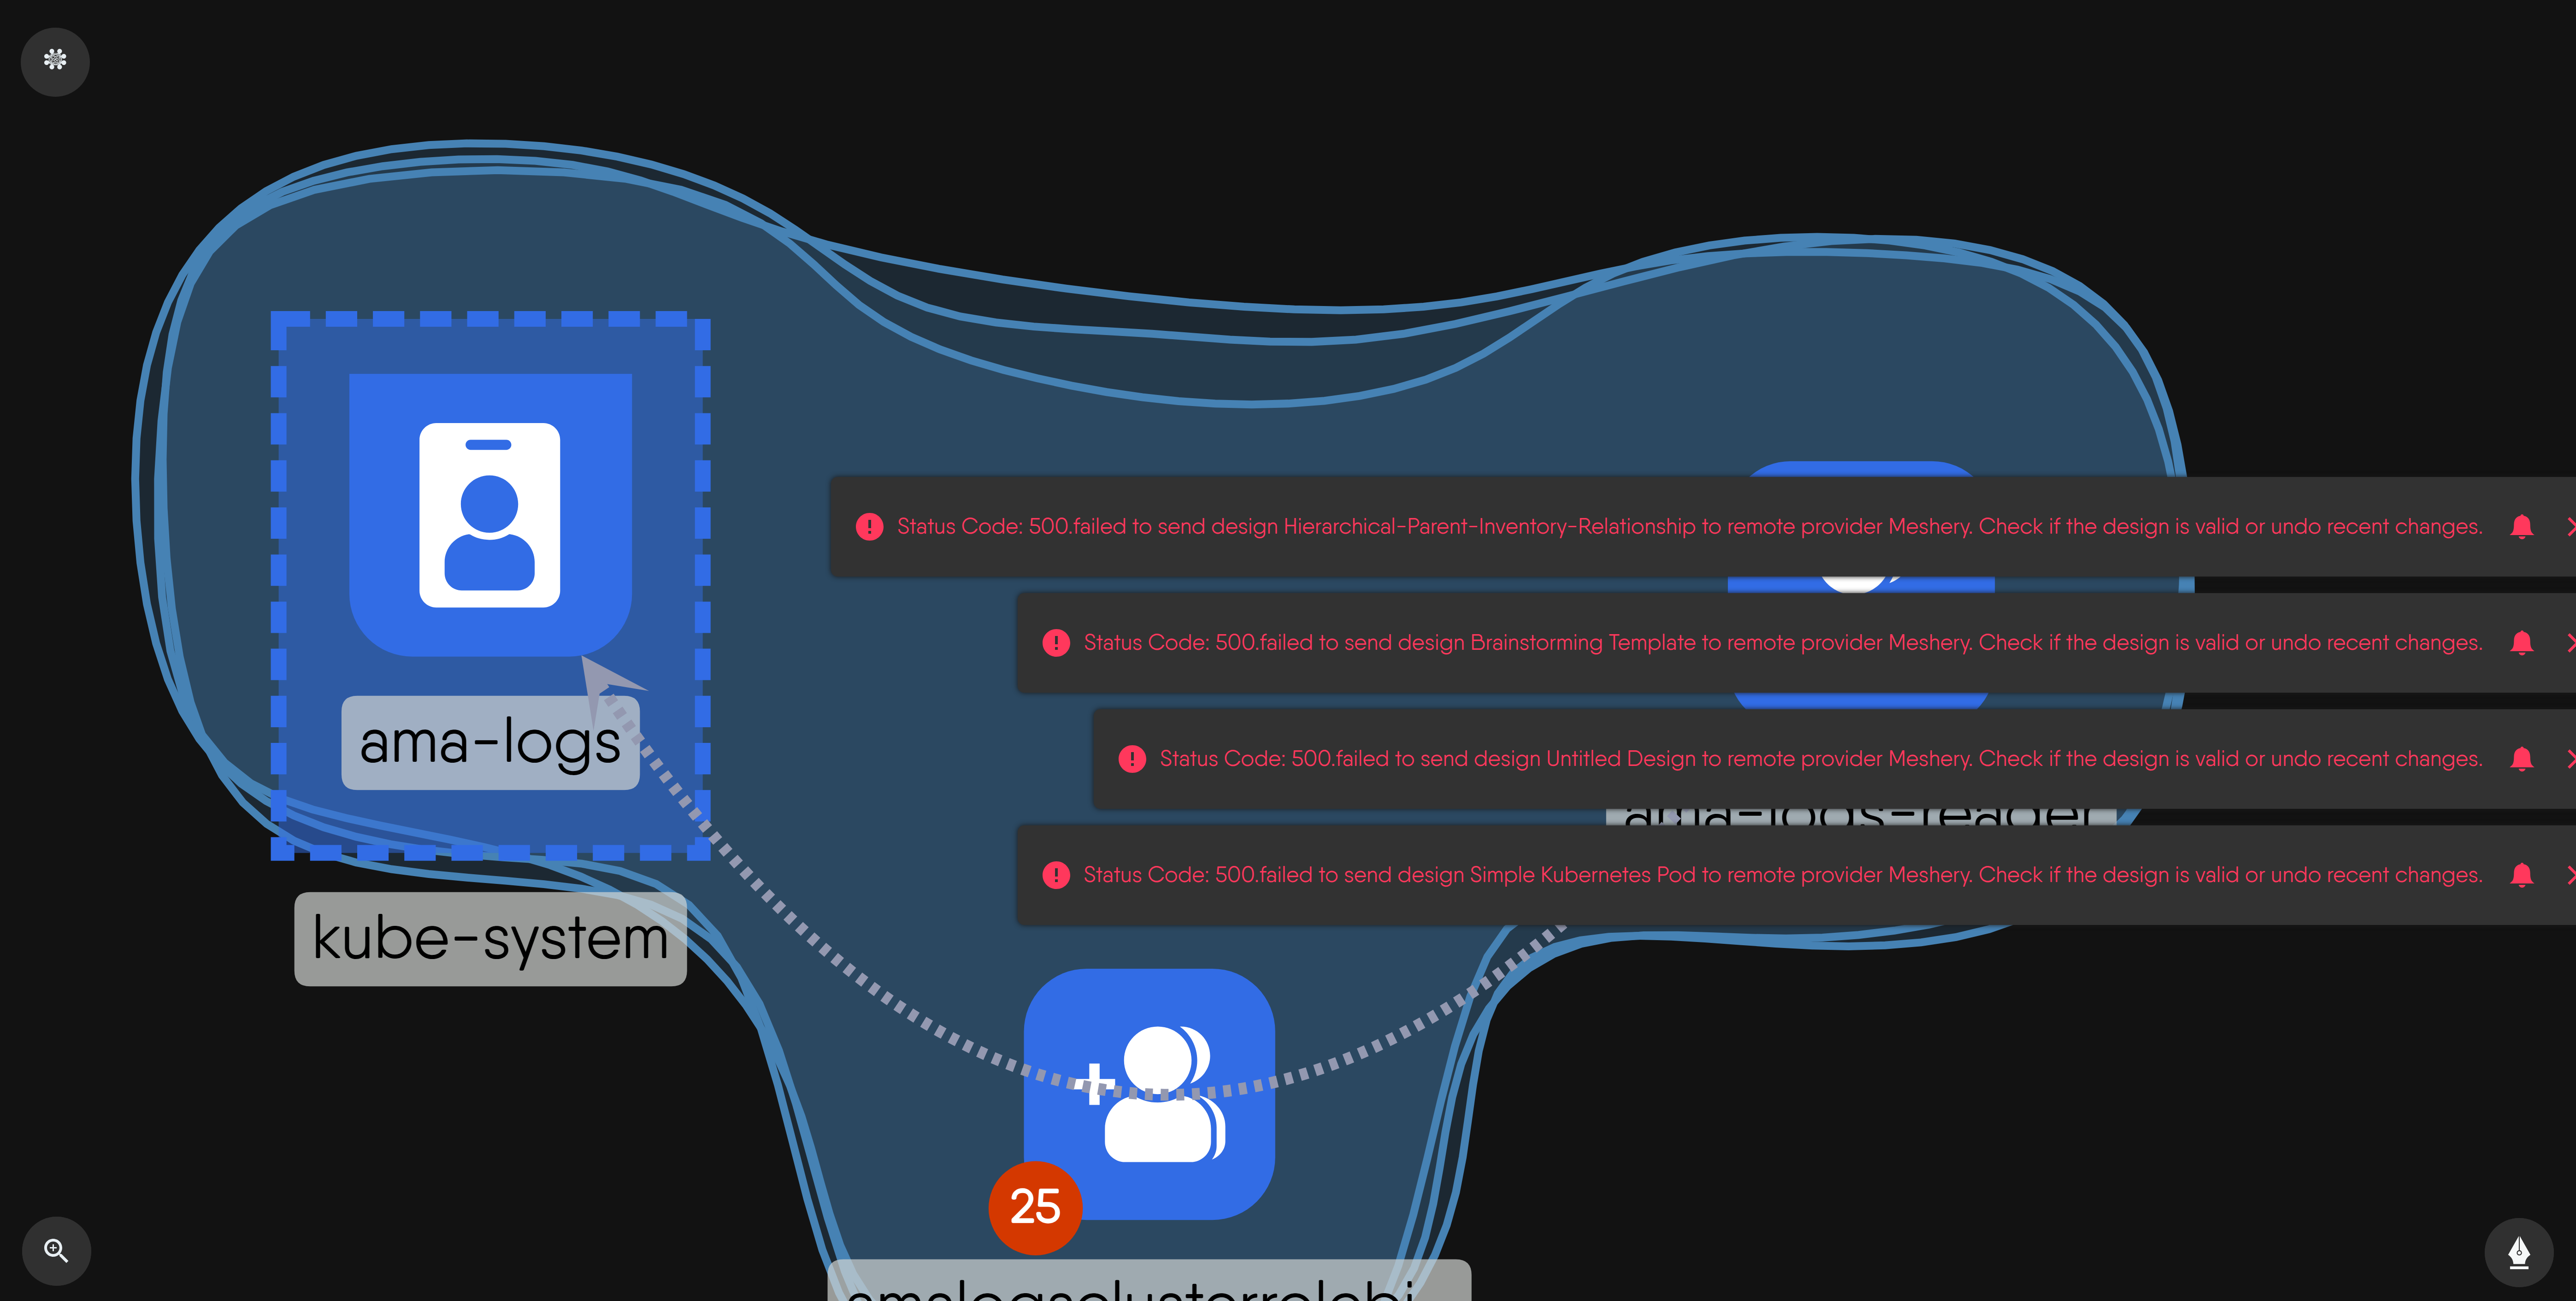 Status Code: 500.failed to send design Hierarchical-Parent-Inventory-Relationship to remote provider Meshery. Check if the design is valid or undo recent changes.
Status Code: 500.failed to send design Brainstorming Template to remote provider Meshery. Check if the design is valid or undo recent changes.
ama-logs
Status Code: 500.failed to send design Untitled Design to remote provider Meshery. Check if the design is valid or undo recent changes.
ama-logs-reader
Status Code: 500.failed to send design Simple Kubernetes Pod to remote provider Meshery. Check if the design is valid or undo recent changes.
kube-system
25